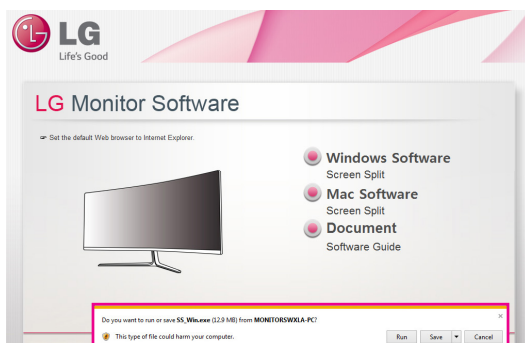 LG
Life's Good
LG Monitor Software
☞ Set the default Web browser to Internet Explorer.
Windows Software
Screen Split
Mac Software
Screen Split
Document
Software Guide
Do you want to run or save SS_Win.exe (12.9 MB) from MONITORSWXLA-PC?
This type of file could harm your computer.
Run Save Cancel